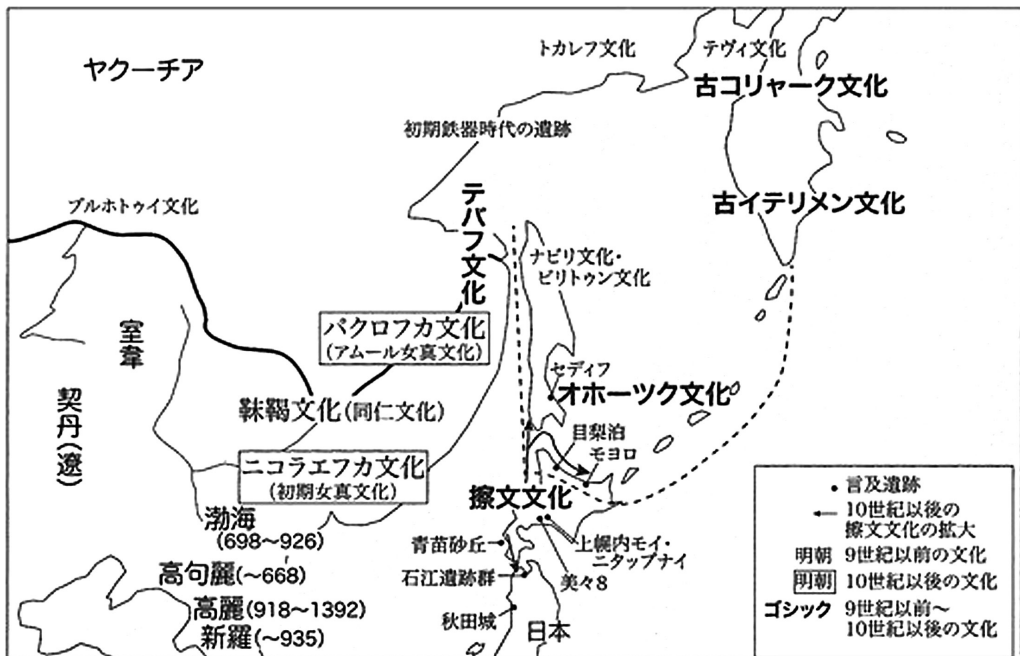 ヤクーチア
トカレフ文化
テヴィ文化
古コリャーク文化
初期鉄器時代の遺跡
古イテリメン文化
ブルホトゥイ文化
テバフ文化
ナビリ文化・
ビリトゥン文化
パクロフカ文化
(アムール女真文化)
室韋
契丹(遼)
セディフ
オホーツク文化
靺鞨文化(同仁文化)
目梨泊
モヨロ
ニコラエフカ文化
(初期女真文化)
擦文文化
渤海
(698〜926)
青苗砂丘
上幌内モイ・
ニタップナイ
高句麗(〜668)
石江遺跡群
美々8
高麗(918〜1392)
新羅(〜935)
秋田城
日本
言及遺跡
10世紀以後の
擦文文化の拡大
明朝 9世紀以前の文化
明朝 10世紀以後の文化
ゴシック 9世紀以前〜
10世紀以後の文化